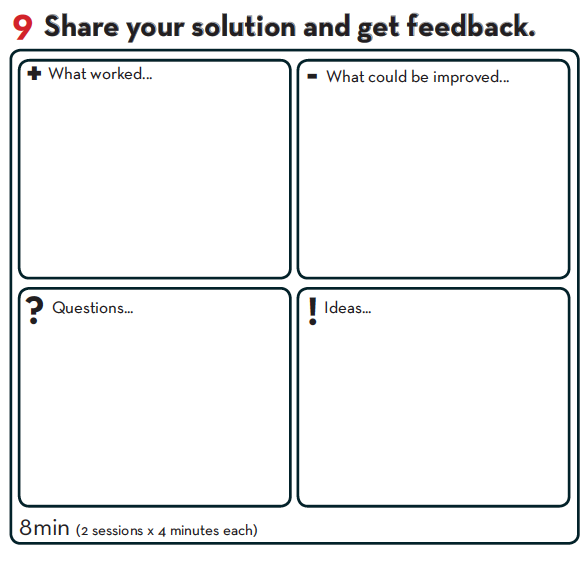 9 Share your solution and get feedback.
+ What worked...
- What could be improved...
? Questions...
! Ideas...
8min (2 sessions x 4 minutes each)